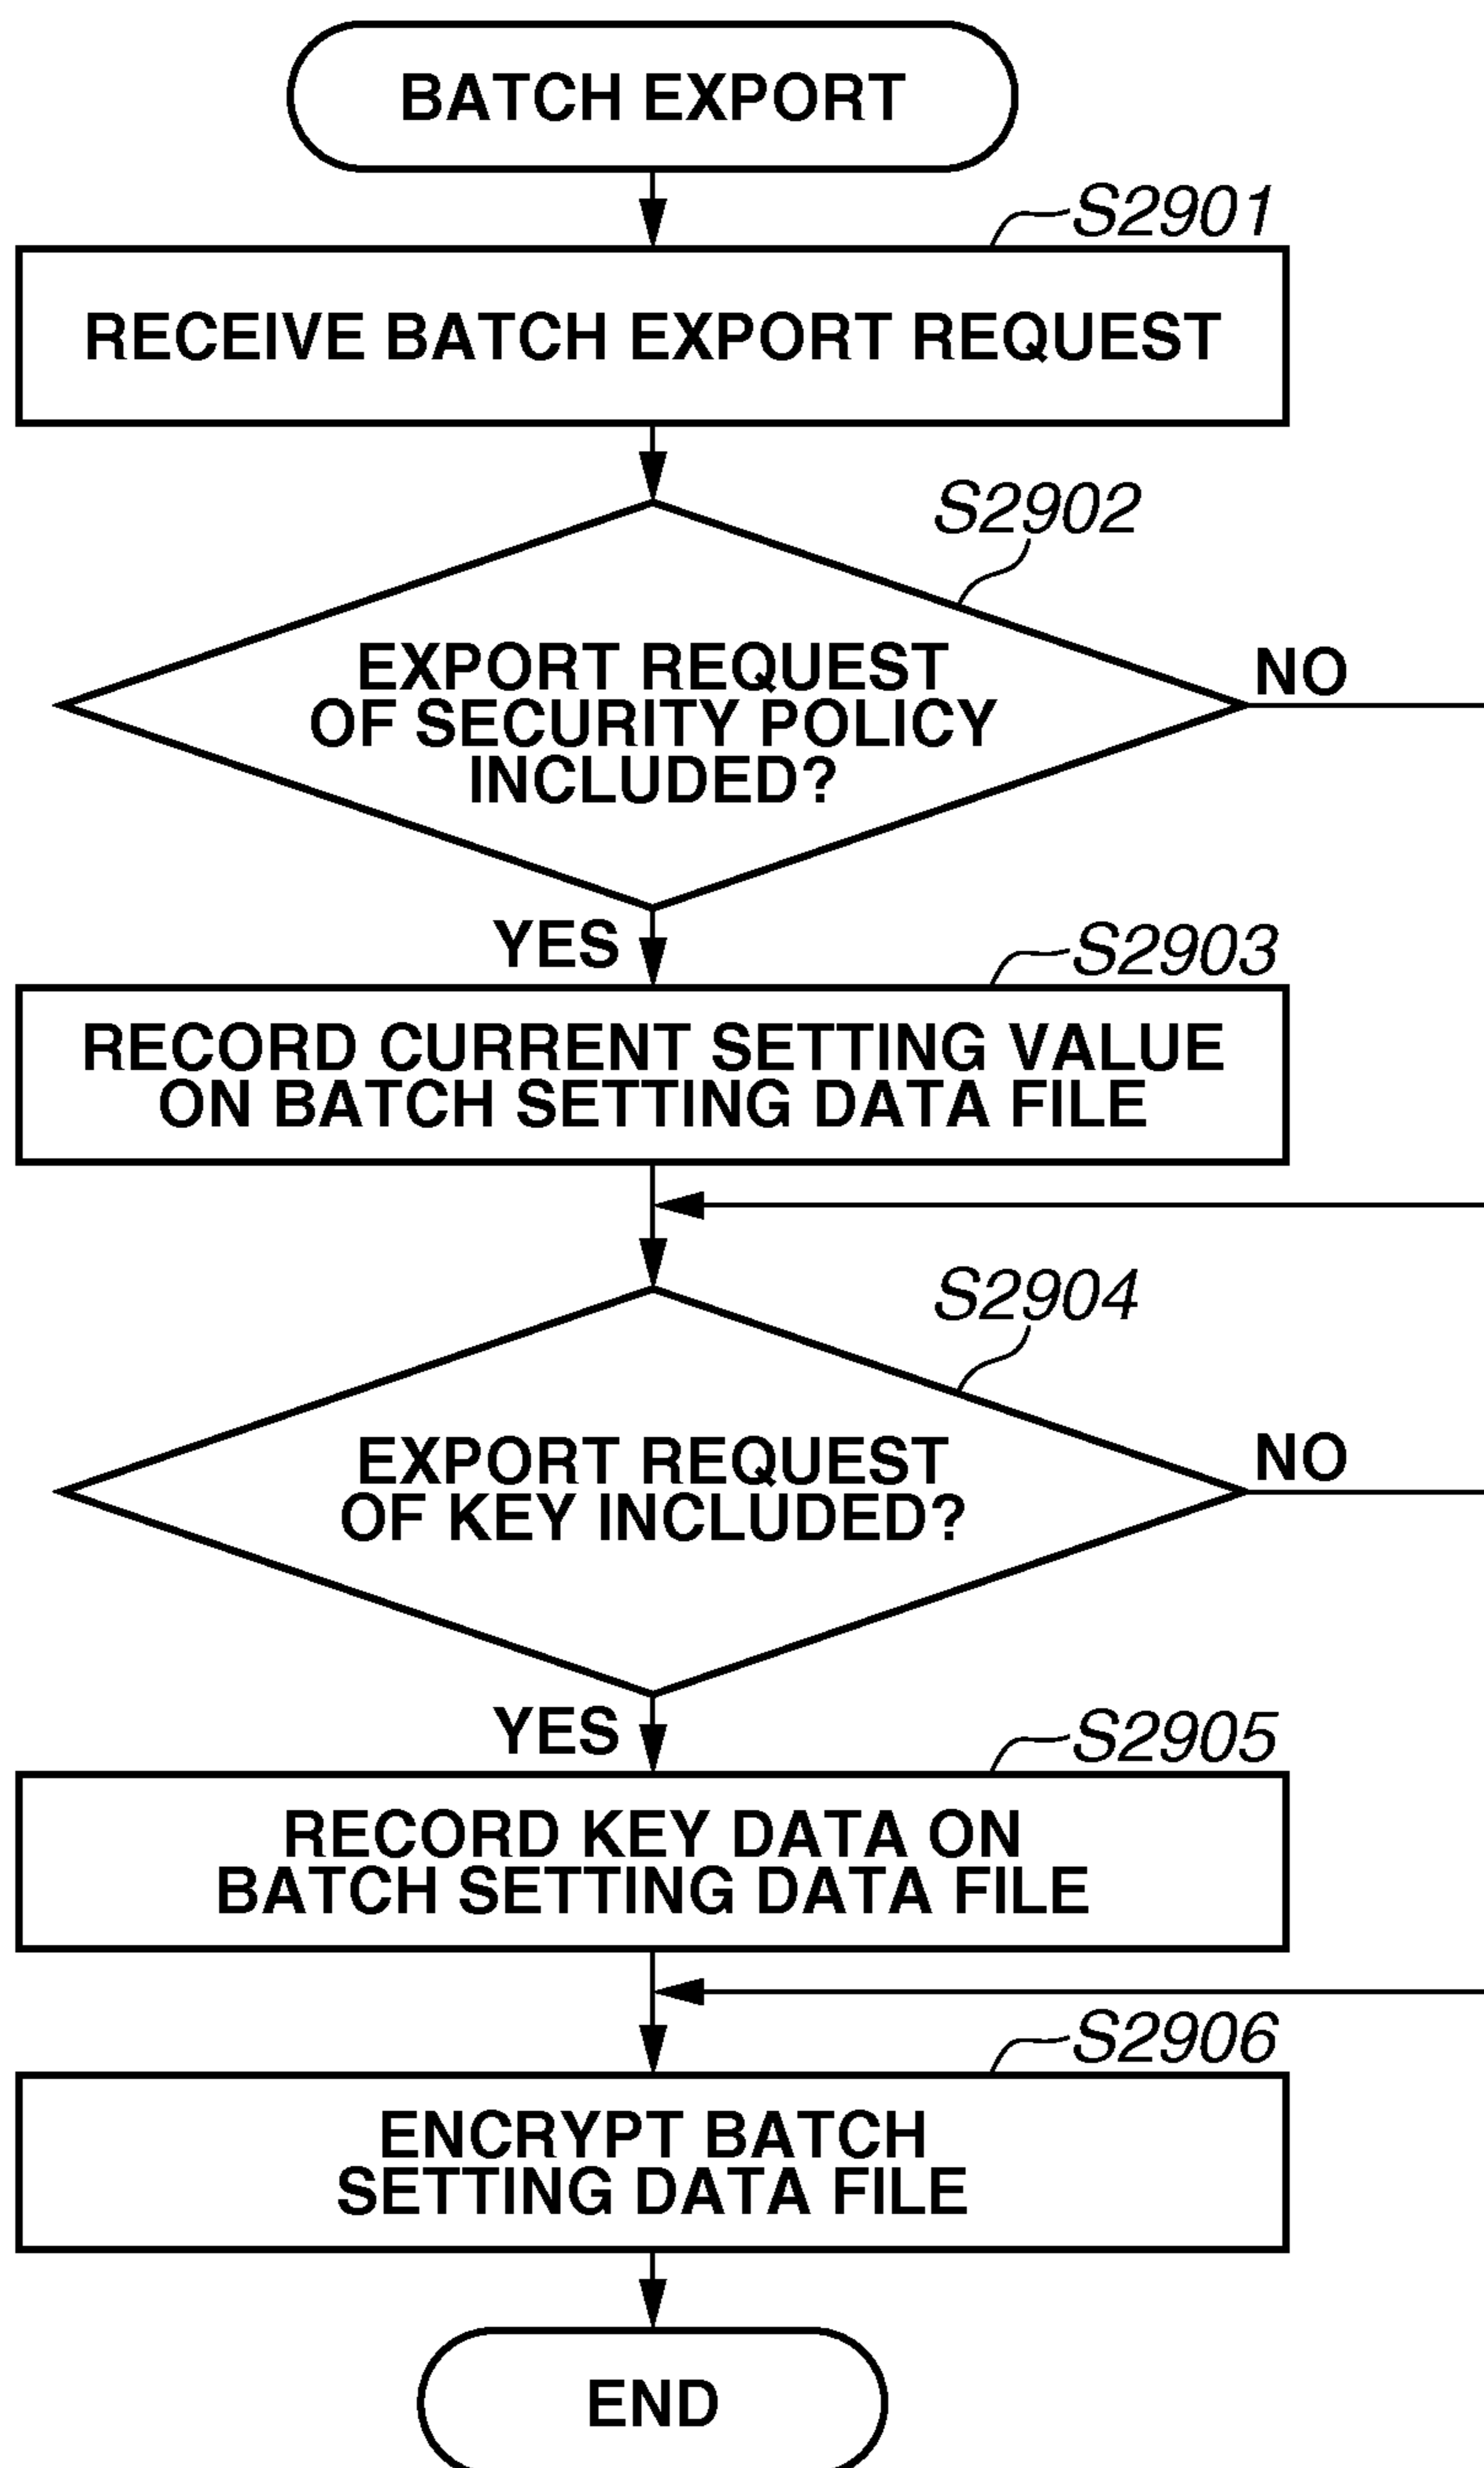 BATCH EXPORT
S2901
RECEIVE BATCH EXPORT REQUEST
S2902
EXPORT REQUEST
OF SECURITY POLICY
INCLUDED?
NO
YES
S2903
RECORD CURRENT SETTING VALUE
ON BATCH SETTING DATA FILE
S2904
EXPORT REQUEST
OF KEY INCLUDED?
NO
YES
S2905
RECORD KEY DATA ON
BATCH SETTING DATA FILE
S2906
ENCRYPT BATCH
SETTING DATA FILE
END